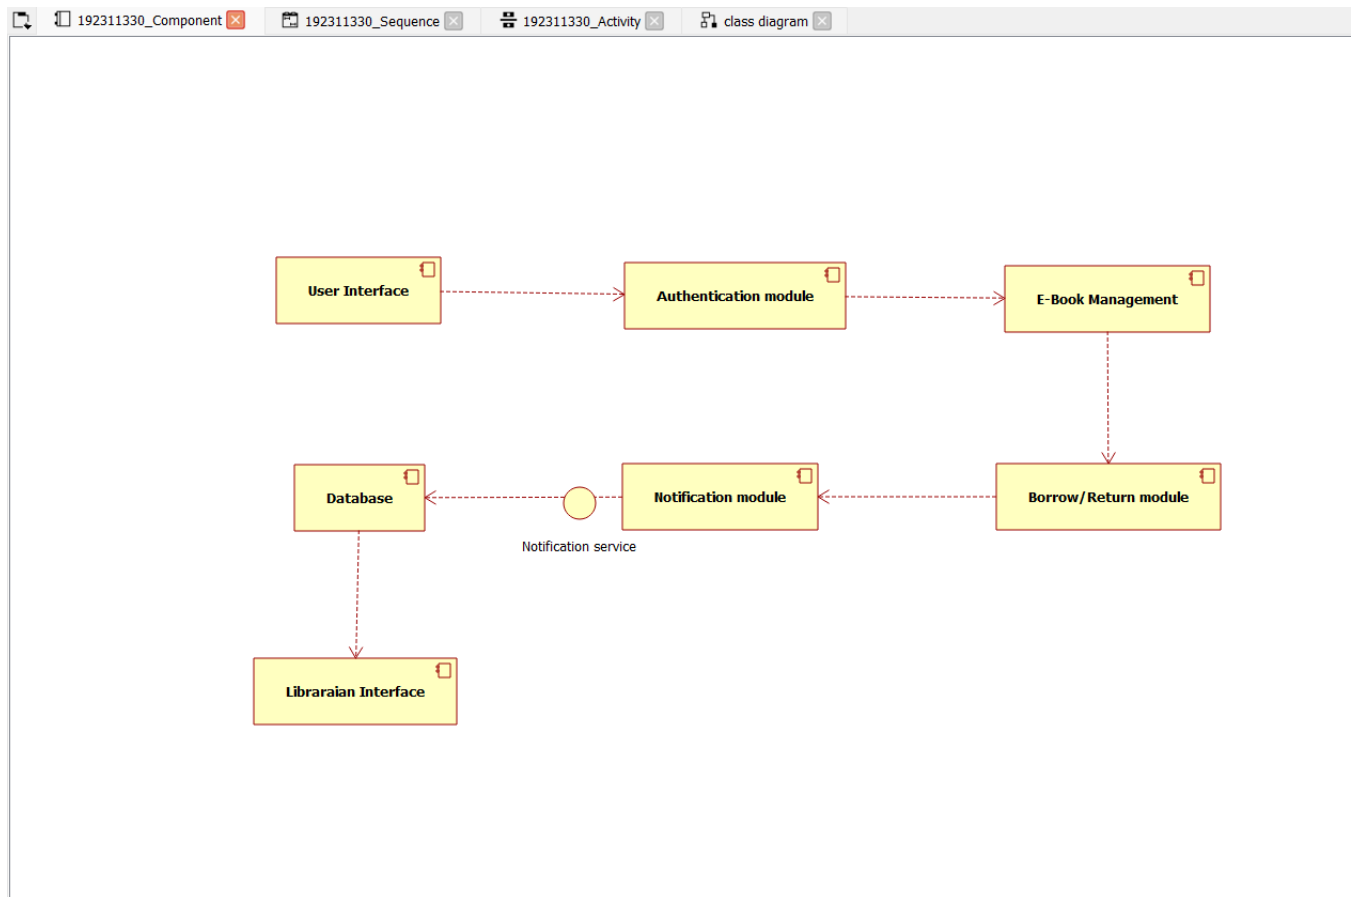 192311330_Component
192311330_Sequence
192311330_Activity
class diagram
User Interface
Authentication module
E-Book Management
Database
Notification module
Borrow/Return module
Notification service
Libraraian Interface